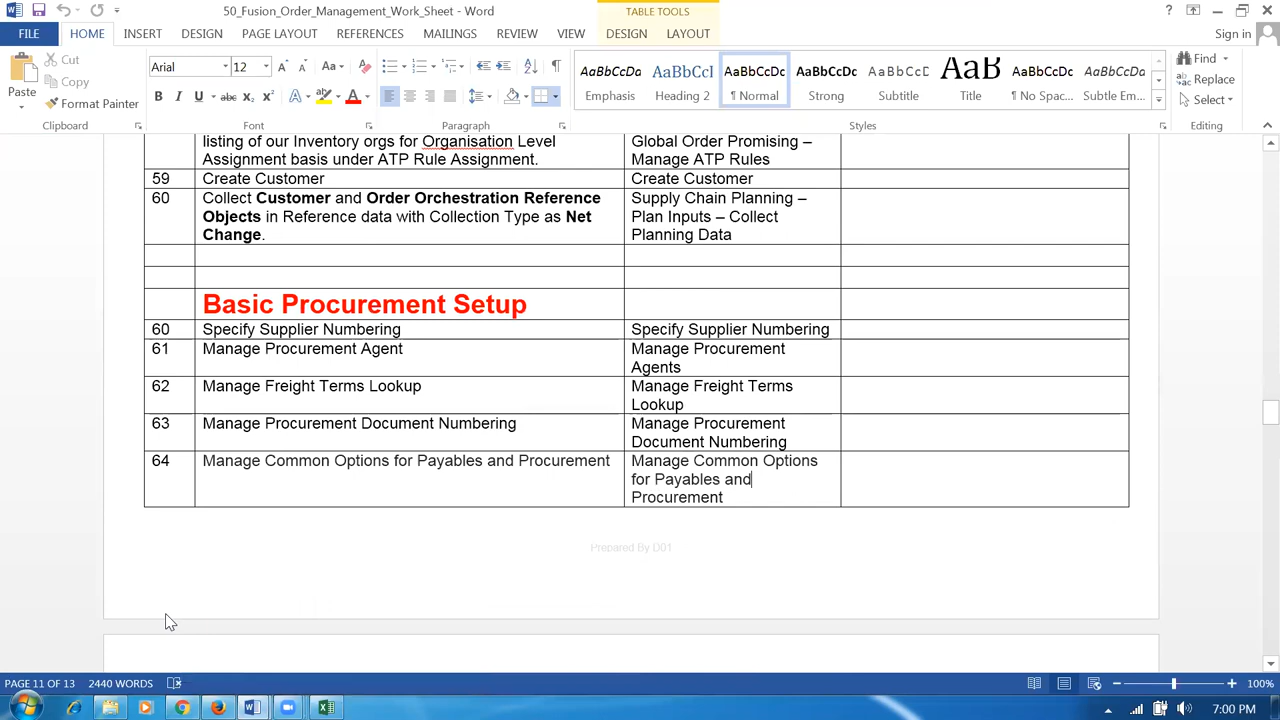 50_Fusion_Order_Management_Work_Sheet - Word
TABLE TOOLS
?
FILE
HOME
INSERT
DESIGN
PAGE LAYOUT
REFERENCES
MAILINGS
REVIEW
VIEW
DESIGN
LAYOUT
Sign in
Paste
Cut
Copy
Format Painter
Clipboard
Arial
12
Font
Paragraph
AaBbCcDa
AaBbCcI
AaBbCcDc
AaBbCcDc
AaBbCcDd
AaB
AaBbCcDc
AaBbCcDa
Emphasis
Heading 2
¶ Normal
Strong
Subtitle
Title
¶ No Spac...
Subtle Em...
Styles
Find
Replace
Select
Editing
listing of our Inventory orgs for Organisation Level
Assignment basis under ATP Rule Assignment.
Global Order Promising –
Manage ATP Rules
59
Create Customer
Create Customer
60
Collect Customer and Order Orchestration Reference
Objects in Reference data with Collection Type as Net
Change.
Supply Chain Planning –
Plan Inputs – Collect
Planning Data
Basic Procurement Setup
60
Specify Supplier Numbering
Specify Supplier Numbering
61
Manage Procurement Agent
Manage Procurement
Agents
62
Manage Freight Terms Lookup
Manage Freight Terms
Lookup
63
Manage Procurement Document Numbering
Manage Procurement
Document Numbering
64
Manage Common Options for Payables and Procurement
Manage Common Options
for Payables and
Procurement
Prepared By D01
PAGE 11 OF 13
2440 WORDS
100%
7:00 PM